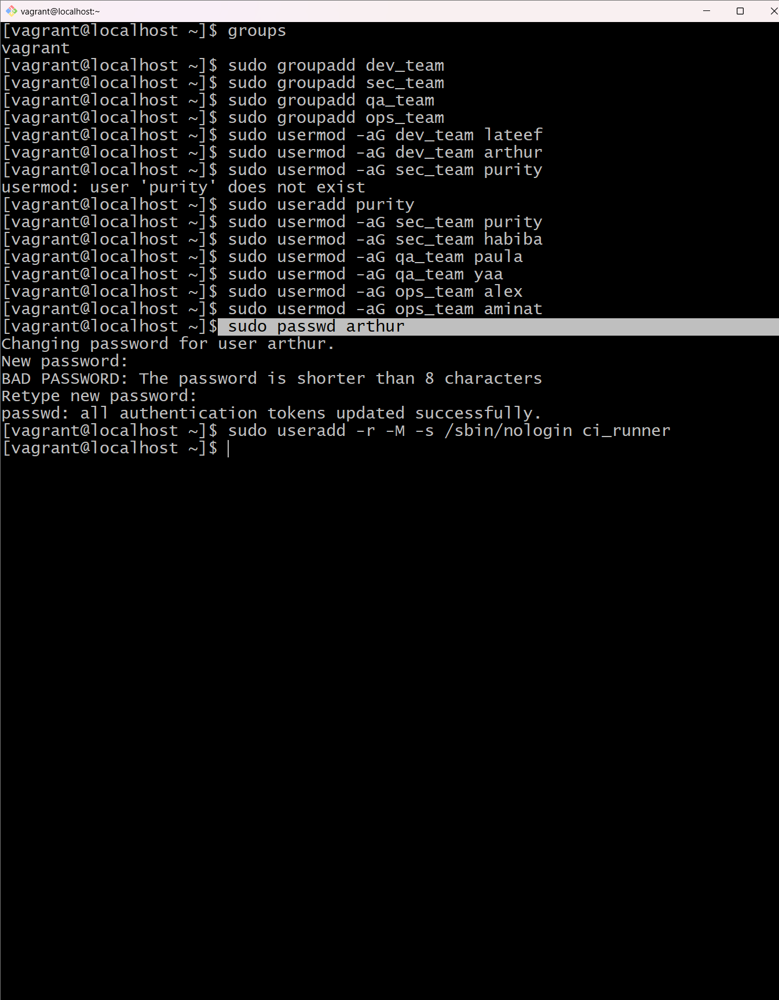 vagrant@localhost:~
[vagrant@localhost ~]$ groups
vagrant
[vagrant@localhost ~]$ sudo groupadd dev_team
[vagrant@localhost ~]$ sudo groupadd sec_team
[vagrant@localhost ~]$ sudo groupadd qa_team
[vagrant@localhost ~]$ sudo groupadd ops_team
[vagrant@localhost ~]$ sudo usermod -aG dev_team lateef
[vagrant@localhost ~]$ sudo usermod -aG dev_team arthur
[vagrant@localhost ~]$ sudo usermod -aG sec_team purity
usermod: user 'purity' does not exist
[vagrant@localhost ~]$ sudo useradd purity
[vagrant@localhost ~]$ sudo usermod -aG sec_team purity
[vagrant@localhost ~]$ sudo usermod -aG sec_team habiba
[vagrant@localhost ~]$ sudo usermod -aG qa_team paula
[vagrant@localhost ~]$ sudo usermod -aG qa_team yaa
[vagrant@localhost ~]$ sudo usermod -aG ops_team alex
[vagrant@localhost ~]$ sudo usermod -aG ops_team aminat
[vagrant@localhost ~]$ sudo passwd arthur
Changing password for user arthur.
New password:
BAD PASSWORD: The password is shorter than 8 characters
Retype new password:
passwd: all authentication tokens updated successfully.
[vagrant@localhost ~]$ sudo useradd -r -M -s /sbin/nologin ci_runner
[vagrant@localhost ~]$